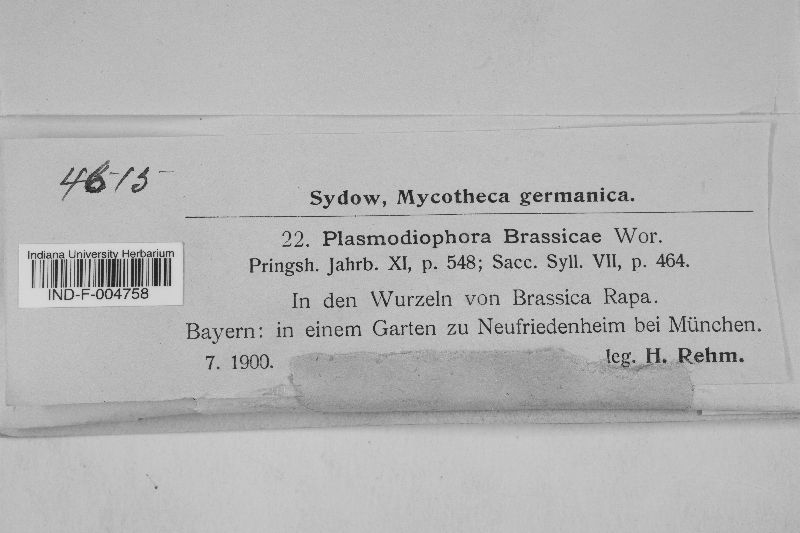 4615
Sydow, Mycotheca germanica.
22. Plasmodiophora Brassicae Wor.
Pringsh. Jahrb. XI, p. 548; Sacc. Syll. VII, p. 464.
Indiana University Herbarium
IND-F-004758
In den Wurzeln von Brassica Rapa.
Bayern: in einem Garten zu Neufriedenheim bei München.
7. 1900. leg. H. Rehm.